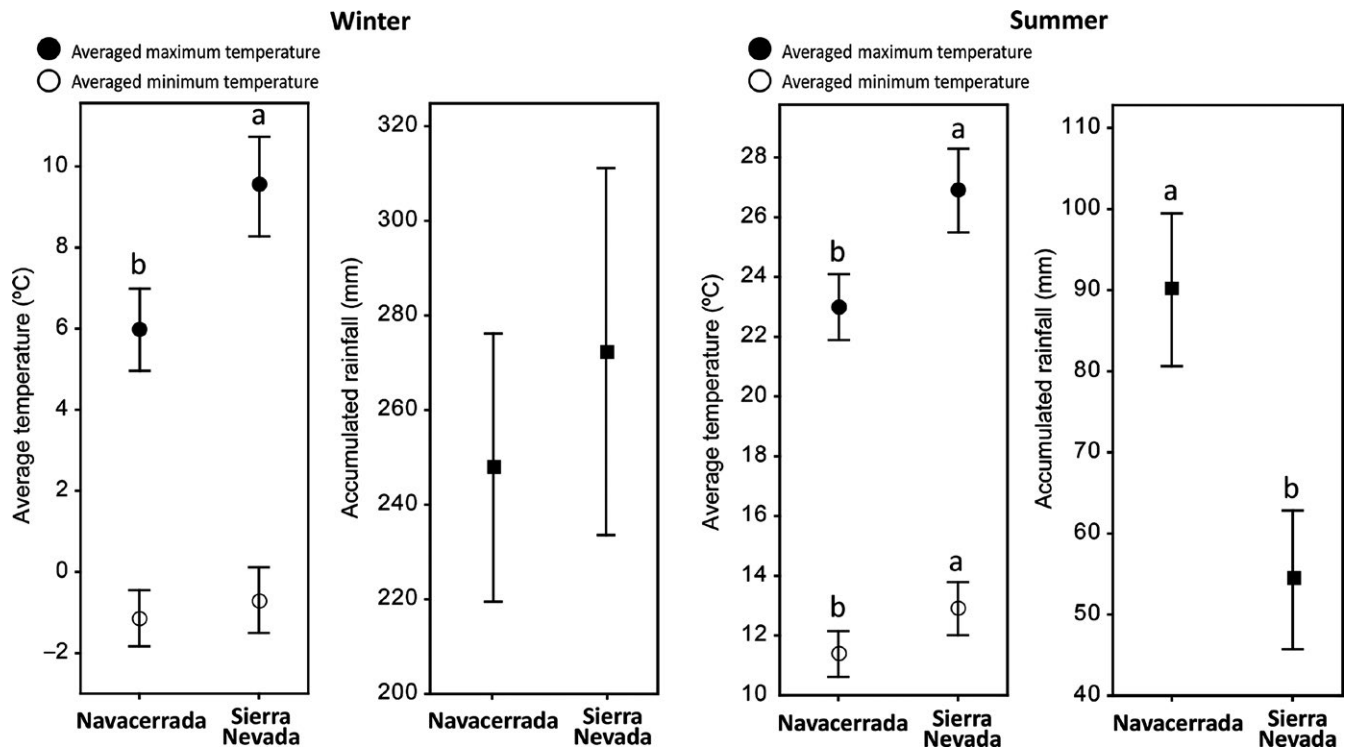 Winter
Averaged maximum temperature
Averaged minimum temperature
Average temperature (ºC)
10
8
6
4
2
0
–2
a
b
Navacerrada
Sierra
Nevada
Accumulated rainfall (mm)
320
300
280
260
240
220
200
Navacerrada
Sierra
Nevada
Summer
Averaged maximum temperature
Averaged minimum temperature
Average temperature (ºC)
28
26
24
22
20
18
16
14
12
10
a
b
a
b
Navacerrada
Sierra
Nevada
Accumulated rainfall (mm)
110
100
90
80
70
60
50
40
a
b
Navacerrada
Sierra
Nevada